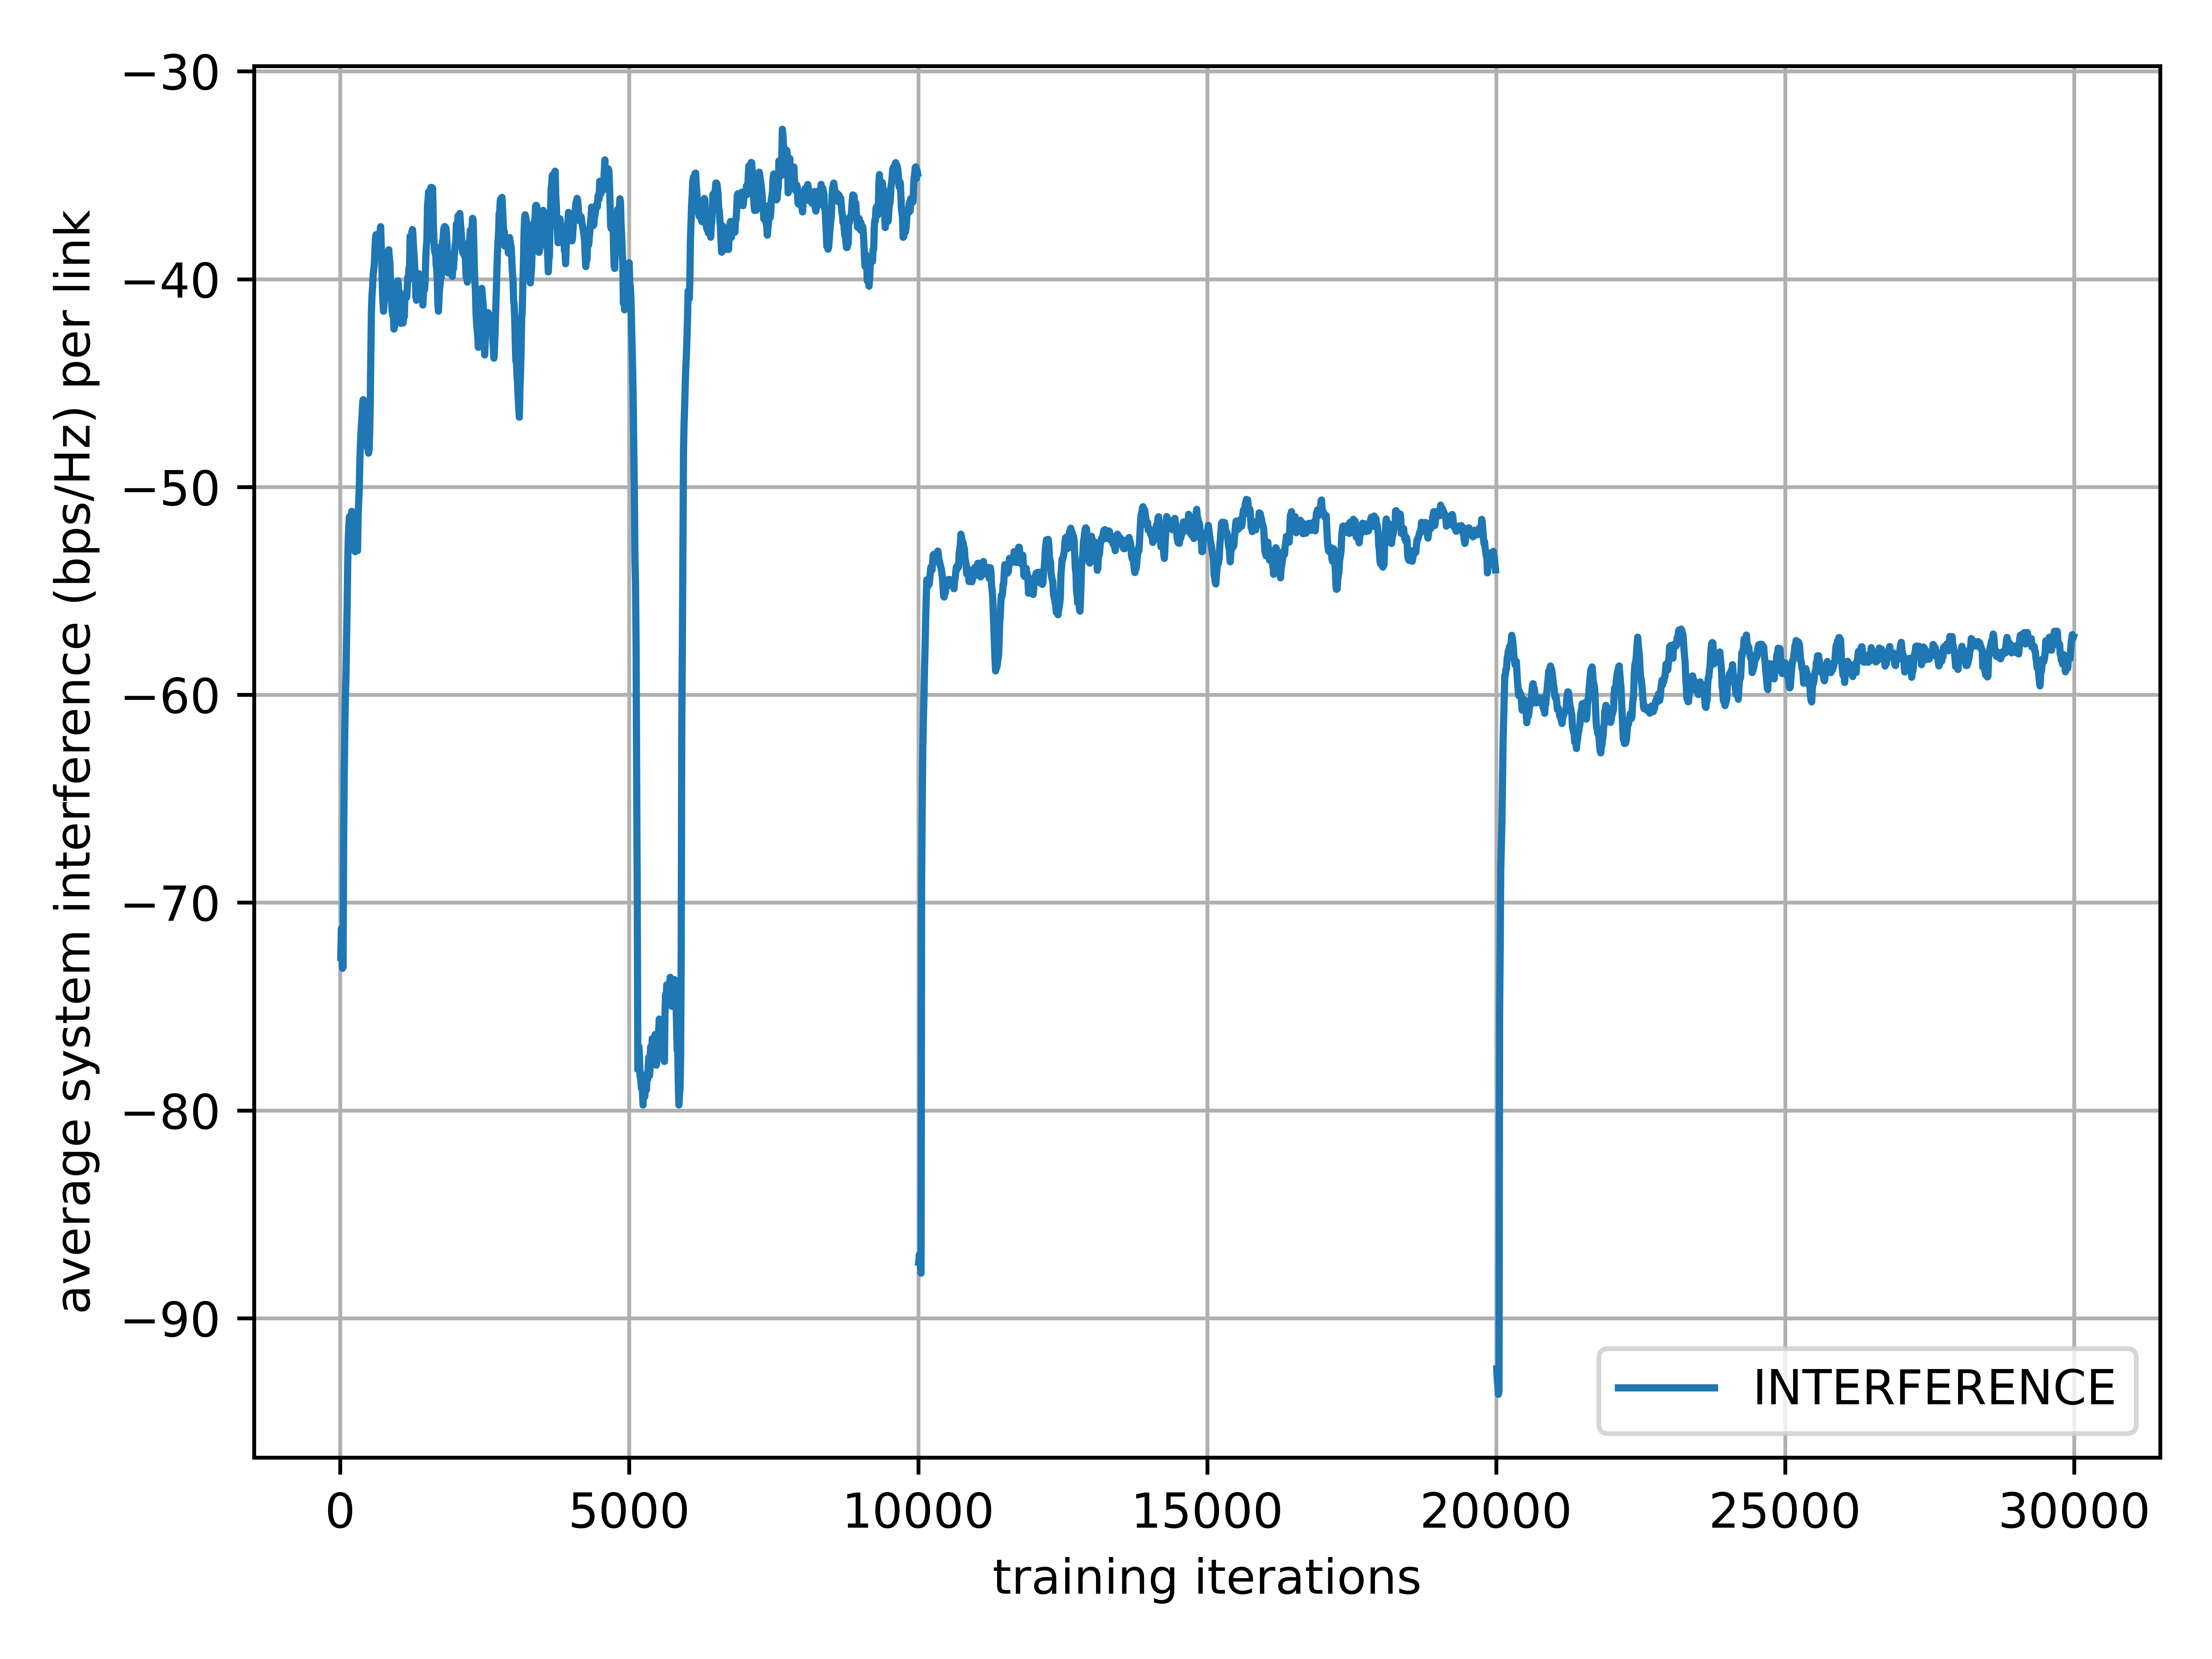 average system interference (bps/Hz) per link
−30
−40
−50
−60
−70
−80
−90
INTERFERENCE
0 5000 10000 15000 20000 25000 30000
training iterations